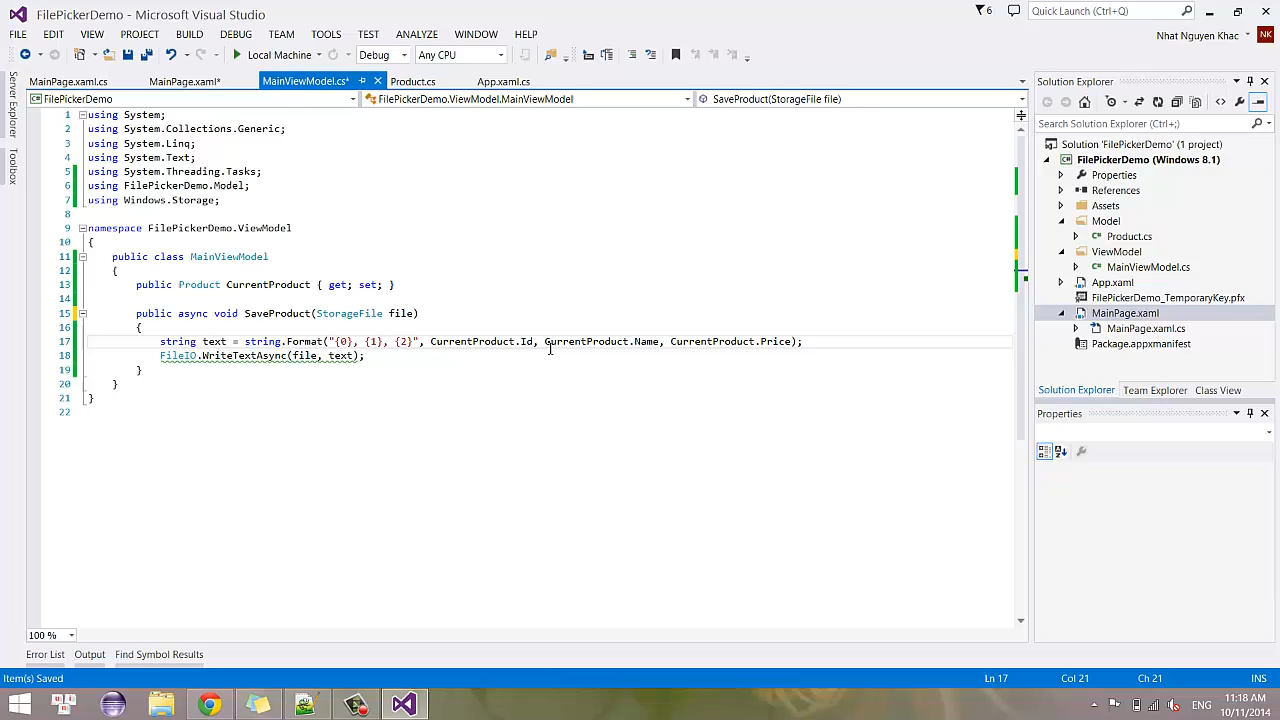 FilePickerDemo - Microsoft Visual Studio
6
Quick Launch (Ctrl+Q)
FILE EDIT VIEW PROJECT BUILD DEBUG TEAM TOOLS TEST ANALYZE WINDOW HELP
Nhat Nguyen Khac NK
Local Machine Debug Any CPU
Server Explorer
Toolbox
MainPage.xaml.cs MainPage.xaml* MainViewModel.cs* Product.cs App.xaml.cs
FilePickerDemo FilePickerDemo.ViewModel.MainViewModel SaveProduct(StorageFile file)
1 using System;
2 using System.Collections.Generic;
3 using System.Linq;
4 using System.Text;
5 using System.Threading.Tasks;
6 using FilePickerDemo.Model;
7 using Windows.Storage;
8
9 namespace FilePickerDemo.ViewModel
10 {
11 public class MainViewModel
12 {
13 public Product CurrentProduct { get; set; }
14
15 public async void SaveProduct(StorageFile file)
16 {
17 string text = string.Format("{0}, {1}, {2}", CurrentProduct.Id, CurrentProduct.Name, CurrentProduct.Price);
18 FileIO.WriteTextAsync(file, text);
19 }
20 }
21 }
22
100 %
Solution Explorer
Search Solution Explorer (Ctrl+;)
Solution 'FilePickerDemo' (1 project)
FilePickerDemo (Windows 8.1)
Properties
References
Assets
Model
Product.cs
ViewModel
MainViewModel.cs
App.xaml
FilePickerDemo_TemporaryKey.pfx
MainPage.xaml
MainPage.xaml.cs
Package.appxmanifest
Solution Explorer Team Explorer Class View
Properties
Error List Output Find Symbol Results
Item(s) Saved Ln 17 Col 21 Ch 21 INS
ENG
11:18 AM
10/11/2014